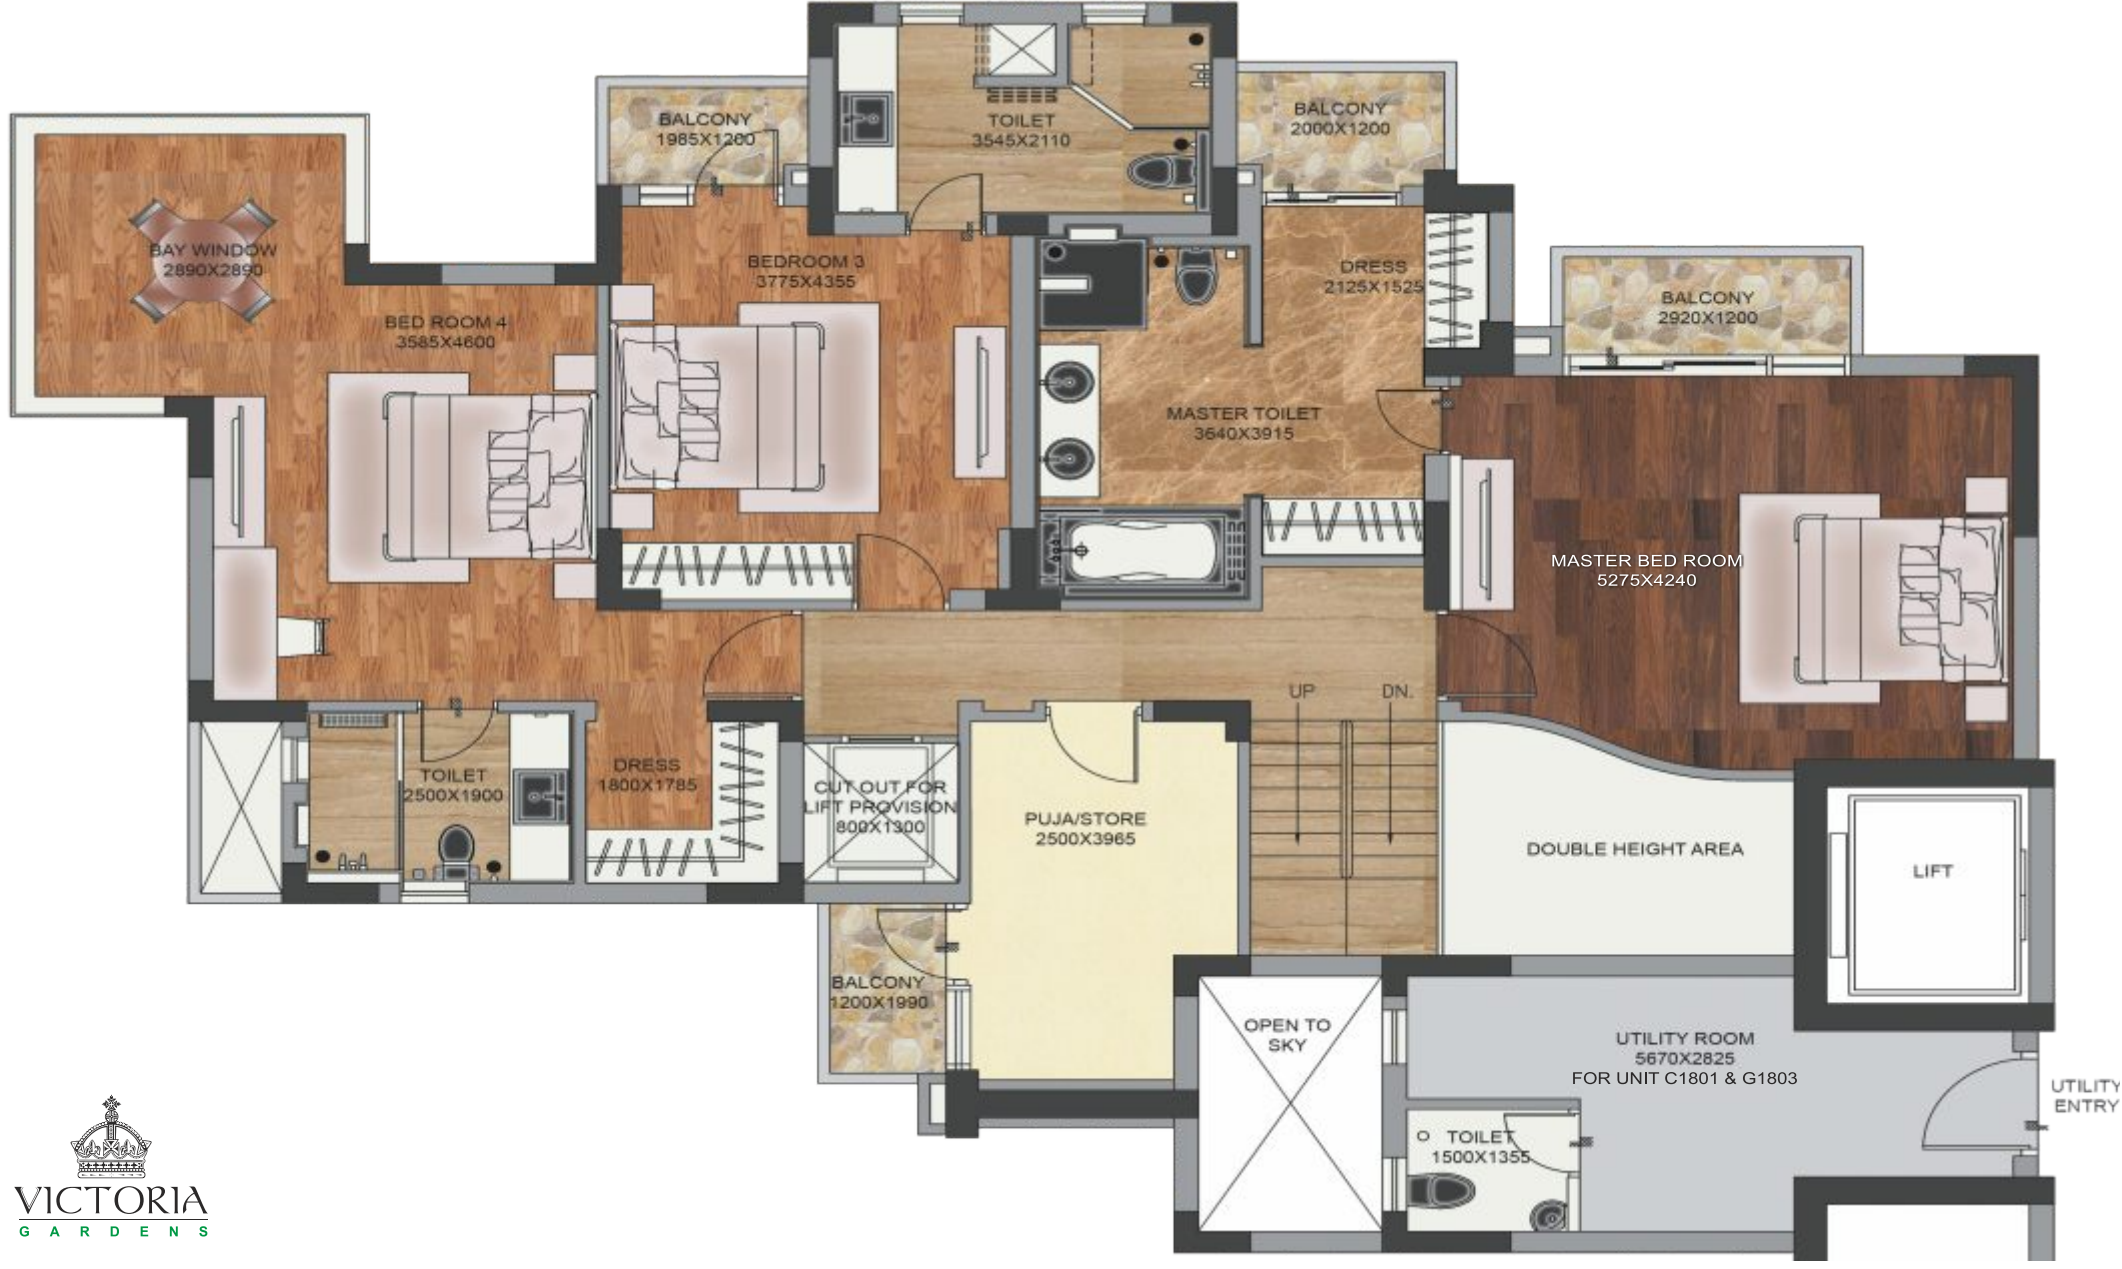 BALCONY
1985X1200
TOILET
3545X2110
BALCONY
2000X1200
BAY WINDOW
2890X2890
BED ROOM 4
3585X4600
BEDROOM 3
3775X4355
DRESS
2125X1525
BALCONY
2920X1200
MASTER TOILET
3640X3915
MASTER BED ROOM
5275X4240
UP
DN.
TOILET
2500X1900
DRESS
1800X1785
CUT OUT FOR
LIFT PROVISION
800X1300
PUJA/STORE
2500X3965
DOUBLE HEIGHT AREA
LIFT
BALCONY
1200X1990
OPEN TO
SKY
UTILITY ROOM
5670X2825
FOR UNIT C1801 & G1803
UTILITY
ENTRY
TOILET
1500X1355
VICTORIA
GARDENS